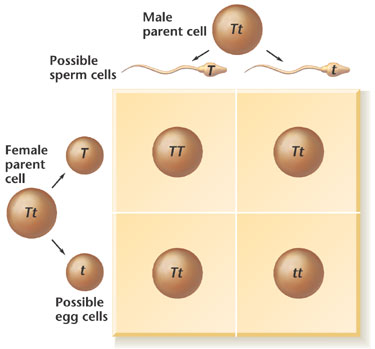 Male
parent cell
Tt
Possible
sperm cells
T
t
Female
parent
cell
T
TT
Tt
Tt
t
Tt
tt
Possible
egg cells